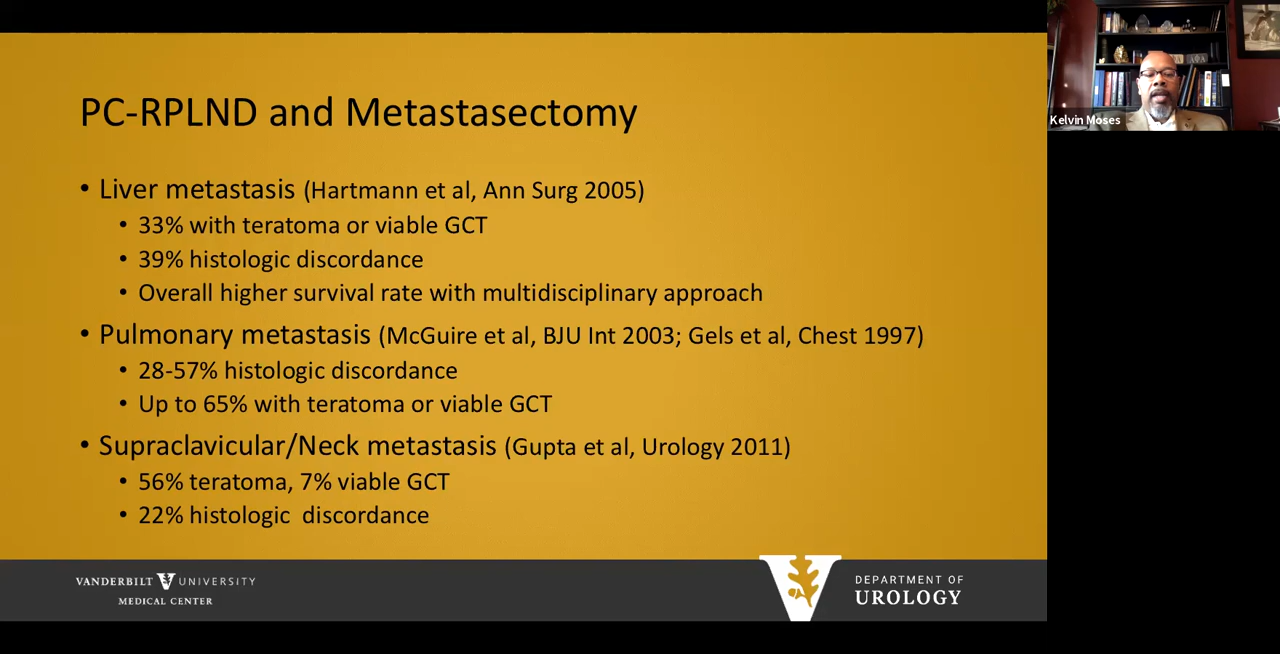 PC-RPLND and Metastasectomy
• Liver metastasis (Hartmann et al, Ann Surg 2005)
• 33% with teratoma or viable GCT
• 39% histologic discordance
• Overall higher survival rate with multidisciplinary approach
• Pulmonary metastasis (McGuire et al, BJU Int 2003; Gels et al, Chest 1997)
• 28-57% histologic discordance
• Up to 65% with teratoma or viable GCT
• Supraclavicular/Neck metastasis (Gupta et al, Urology 2011)
• 56% teratoma, 7% viable GCT
• 22% histologic  discordance
VANDERBILT V UNIVERSITY
MEDICAL CENTER
V
DEPARTMENT OF
UROLOGY
Kelvin Moses